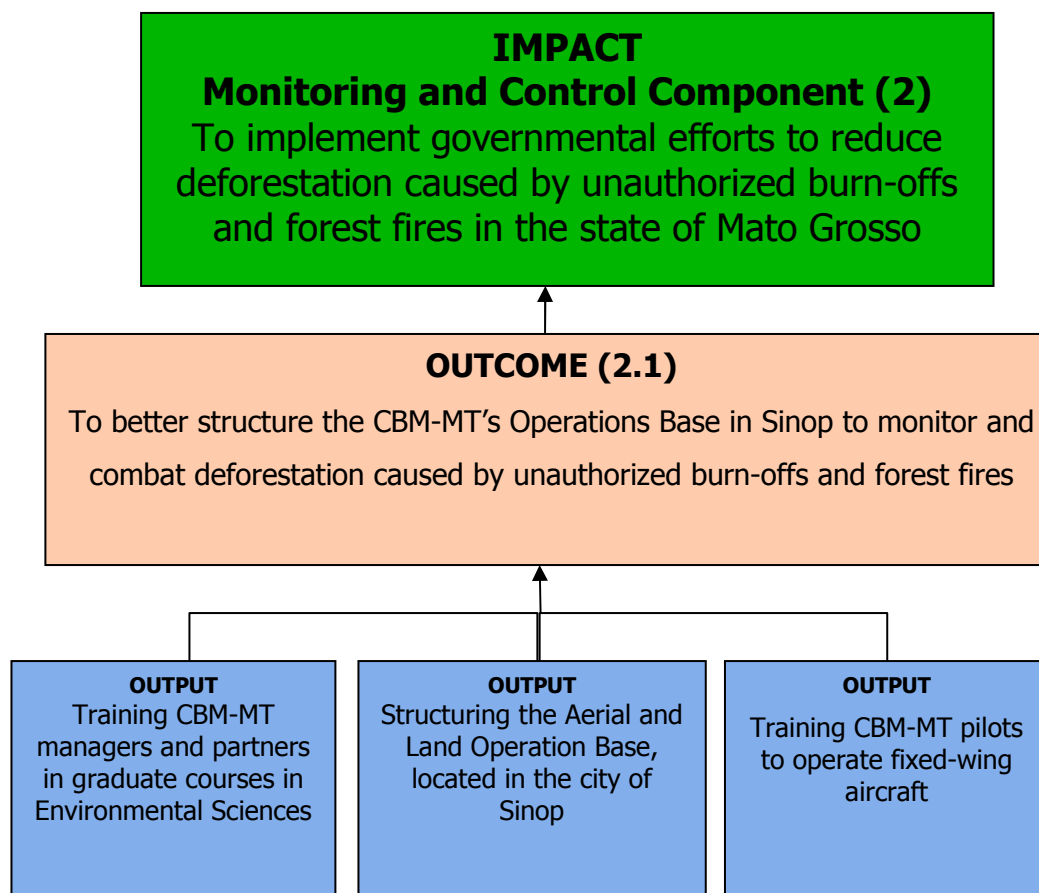 IMPACT
Monitoring and Control Component (2)
To implement governmental efforts to reduce
deforestation caused by unauthorized burn-offs
and forest fires in the state of Mato Grosso
OUTCOME (2.1)
To better structure the CBM-MT’s Operations Base in Sinop to monitor and
combat deforestation caused by unauthorized burn-offs and forest fires
OUTPUT
Training CBM-MT
managers and partners
in graduate courses in
Environmental Sciences
OUTPUT
Structuring the Aerial and
Land Operation Base,
located in the city of
Sinop
OUTPUT
Training CBM-MT pilots
to operate fixed-wing
aircraft